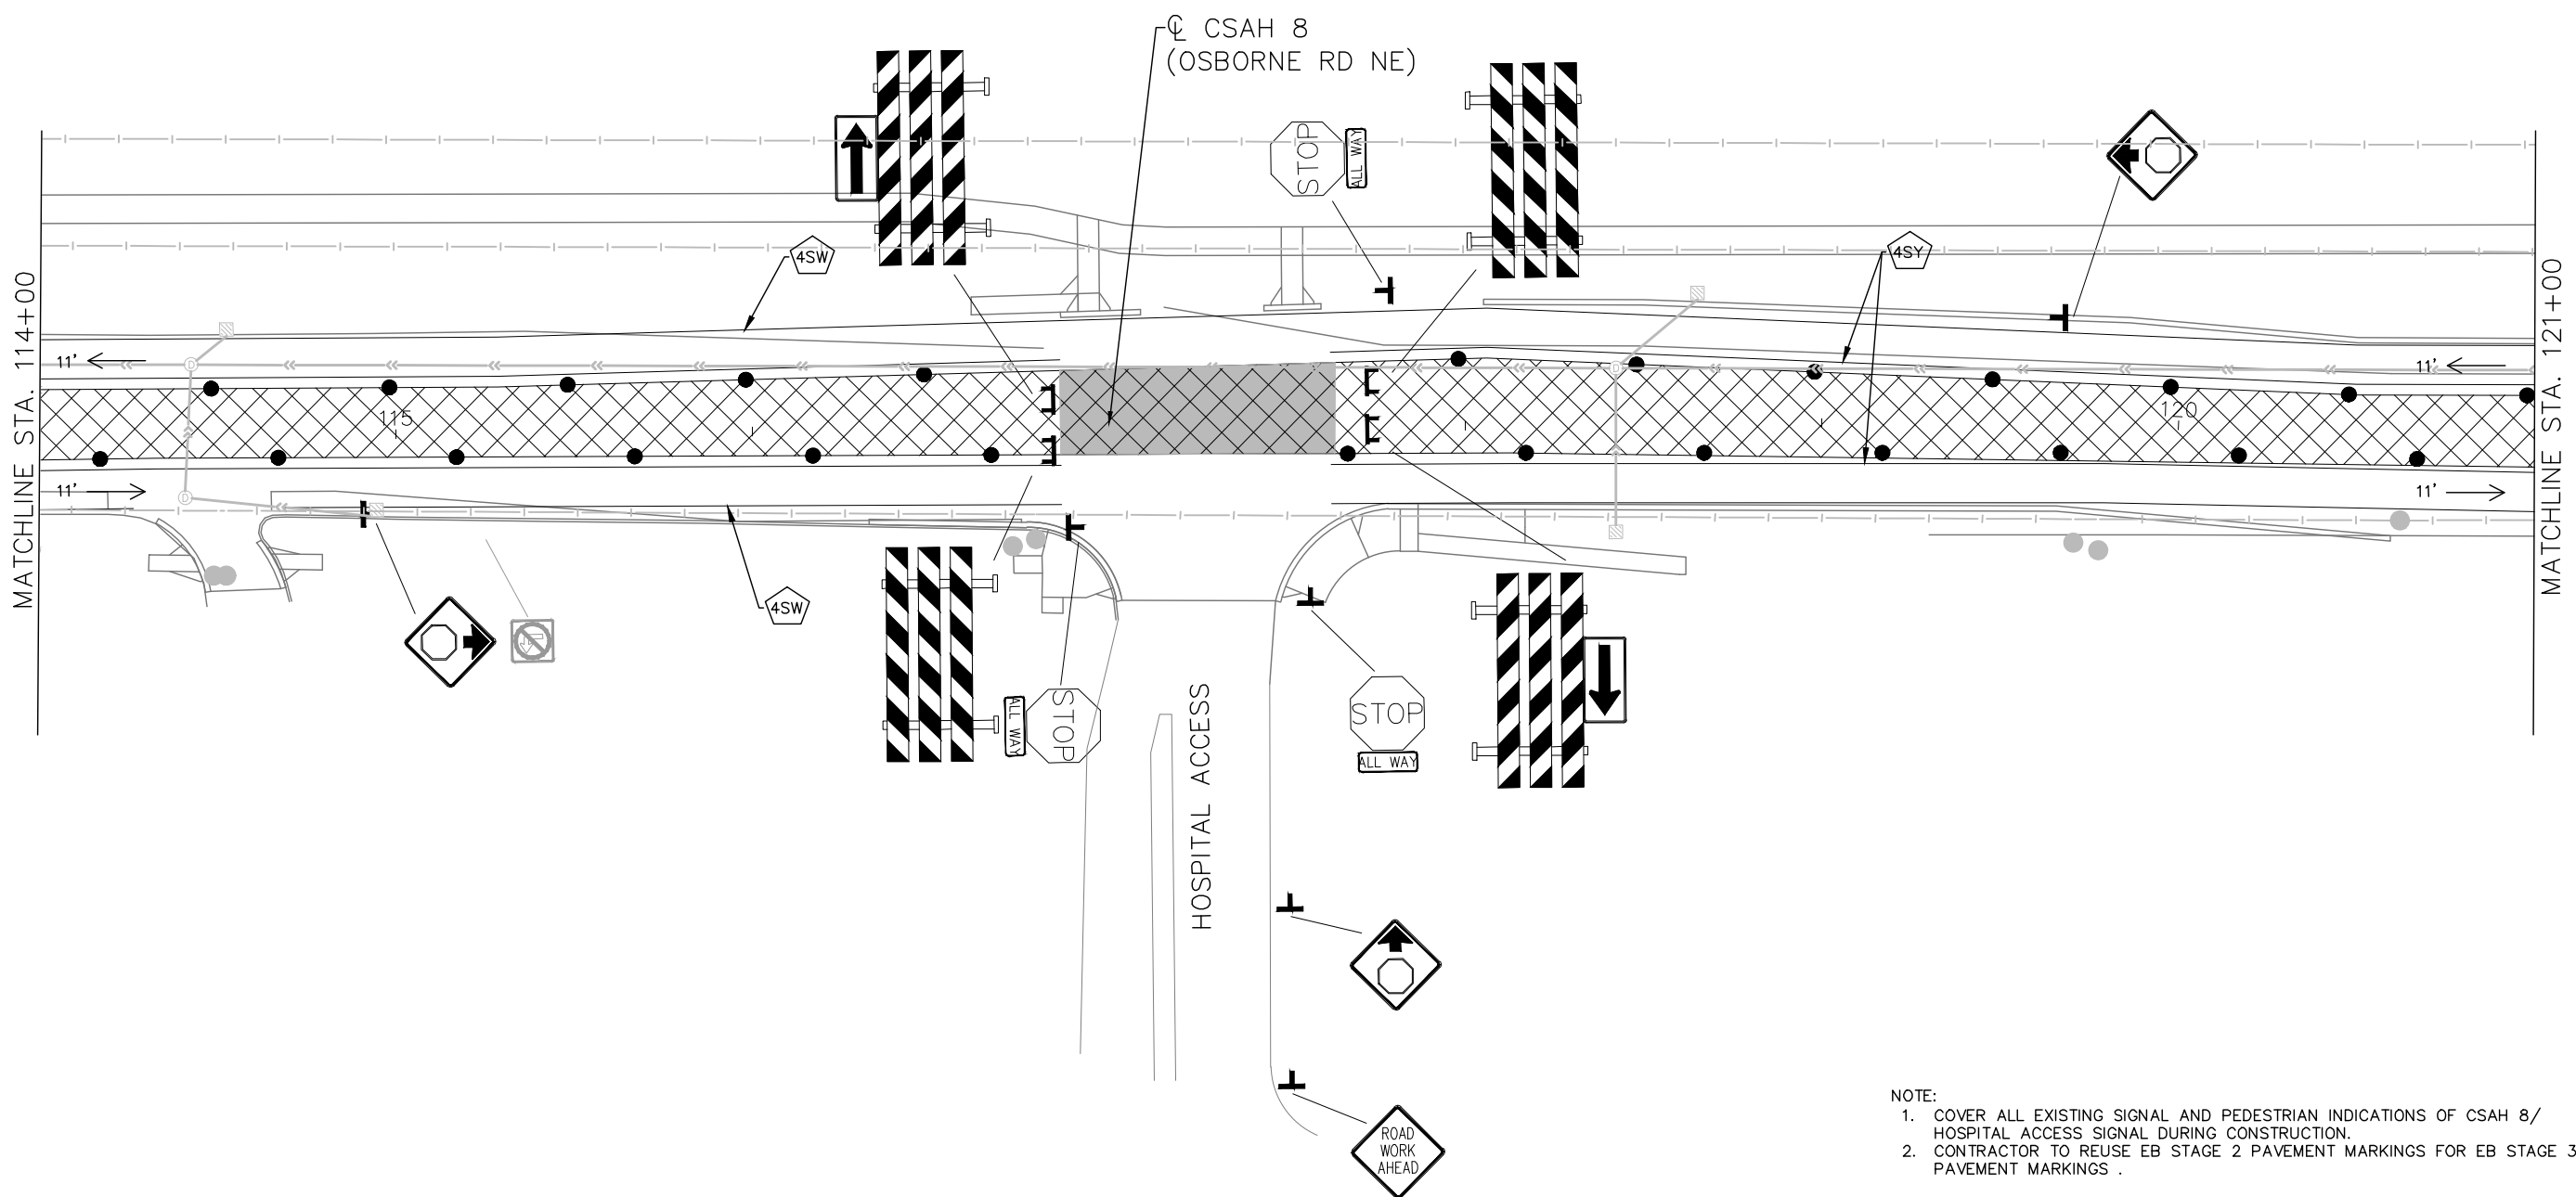 ℄ CSAH 8
(OSBORNE RD NE)
STOP
ALL WAY
4SW
4SY
MATCHLINE STA. 114+00
MATCHLINE STA. 121+00
11'
11'
115
120
11'
11'
D
D
D
4SW
STOP
ALL WAY
STOP
ALL WAY
HOSPITAL ACCESS
ROAD
WORK
AHEAD
NOTE:
1. COVER ALL EXISTING SIGNAL AND PEDESTRIAN INDICATIONS OF CSAH 8/
HOSPITAL ACCESS SIGNAL DURING CONSTRUCTION.
2. CONTRACTOR TO REUSE EB STAGE 2 PAVEMENT MARKINGS FOR EB STAGE 3
PAVEMENT MARKINGS .